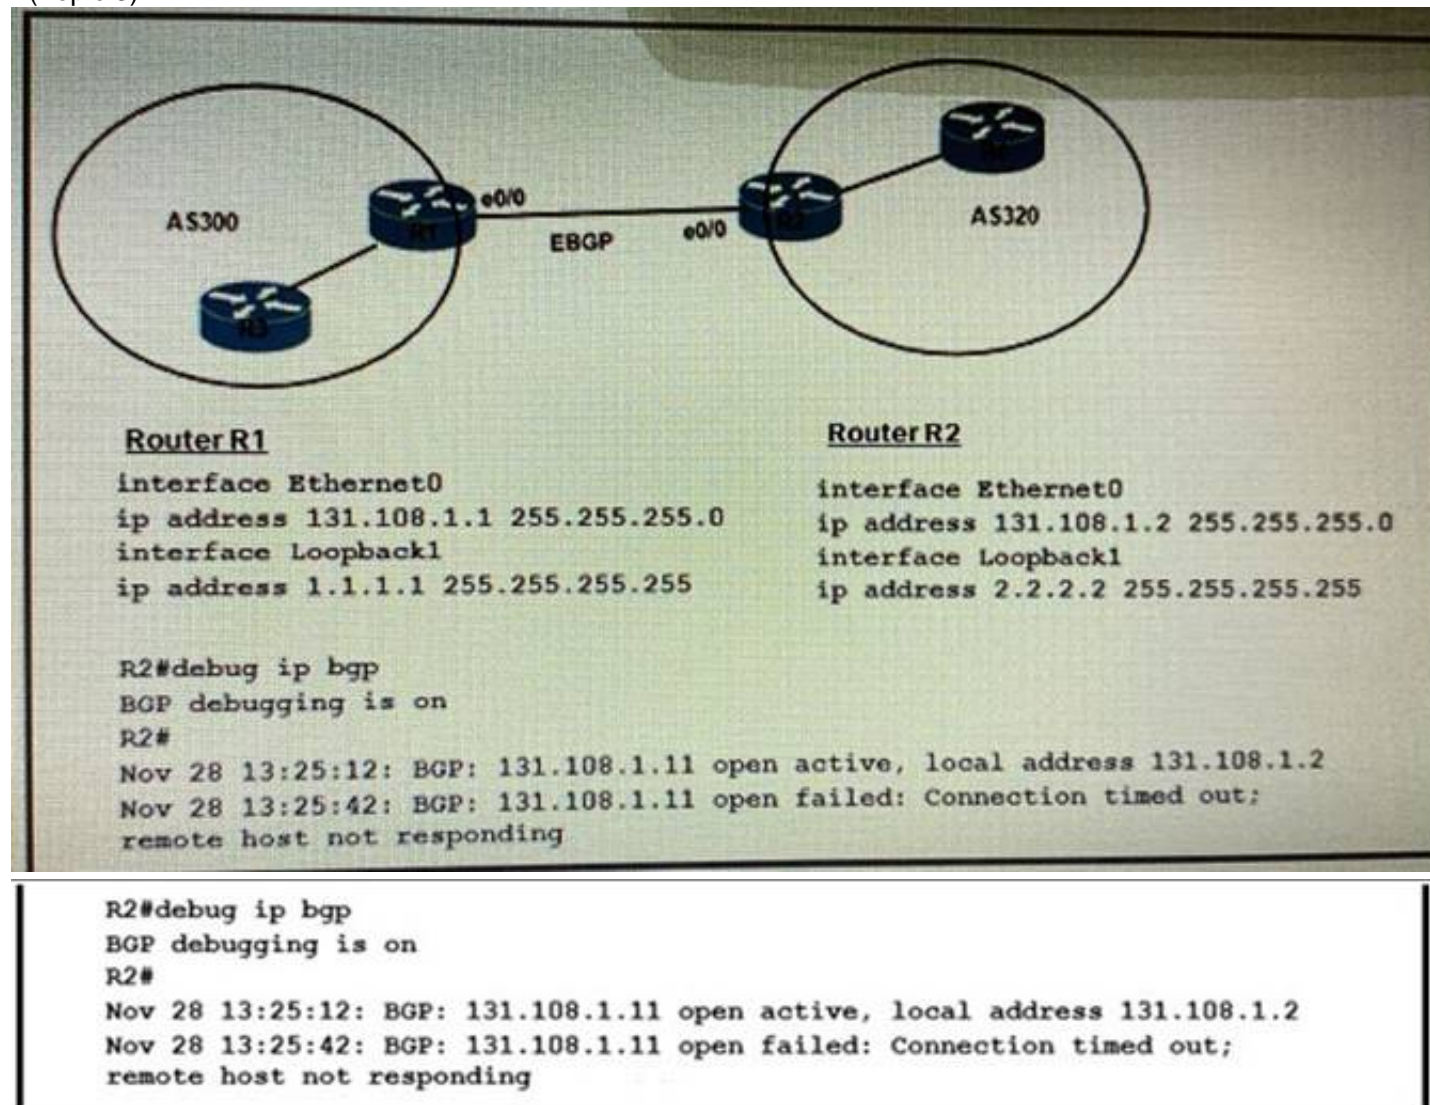 e0/0
AS300
R1
EBGP
e0/0
R2
AS320
R3
Router R1
interface Ethernet0
ip address 131.108.1.1 255.255.255.0
interface Loopback1
ip address 1.1.1.1 255.255.255.255
Router R2
interface Ethernet0
ip address 131.108.1.2 255.255.255.0
interface Loopback1
ip address 2.2.2.2 255.255.255.255
R2#debug ip bgp
BGP debugging is on
R2#
Nov 28 13:25:12: BGP: 131.108.1.11 open active, local address 131.108.1.2
Nov 28 13:25:42: BGP: 131.108.1.11 open failed: Connection timed out;
remote host not responding
R2#debug ip bgp
BGP debugging is on
R2#
Nov 28 13:25:12: BGP: 131.108.1.11 open active, local address 131.108.1.2
Nov 28 13:25:42: BGP: 131.108.1.11 open failed: Connection timed out;
remote host not responding